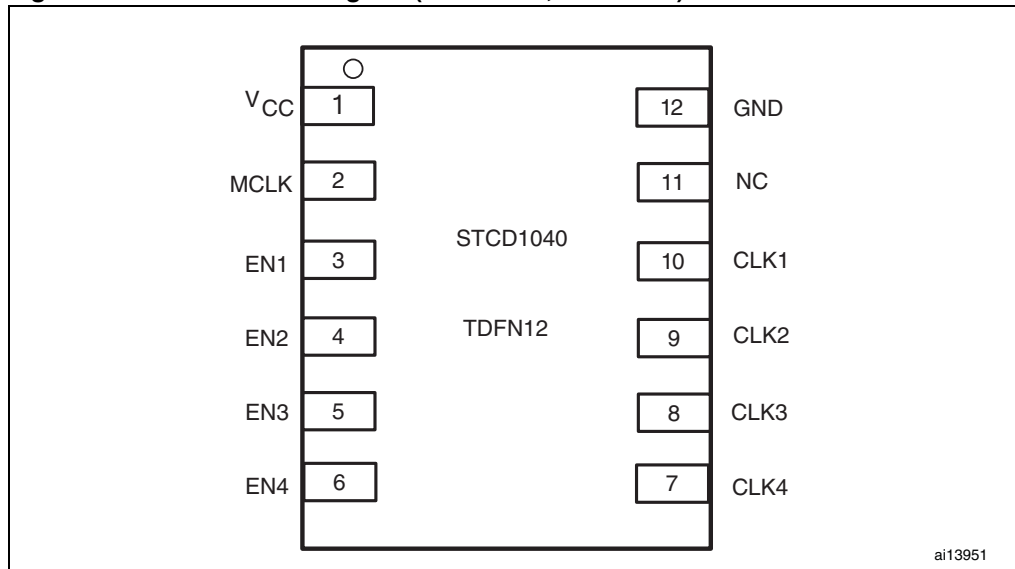 VCC 1 12 GND
MCLK 2 11 NC
STCD1040
EN1 3 10 CLK1
TDFN12
EN2 4 9 CLK2
EN3 5 8 CLK3
EN4 6 7 CLK4
ai13951